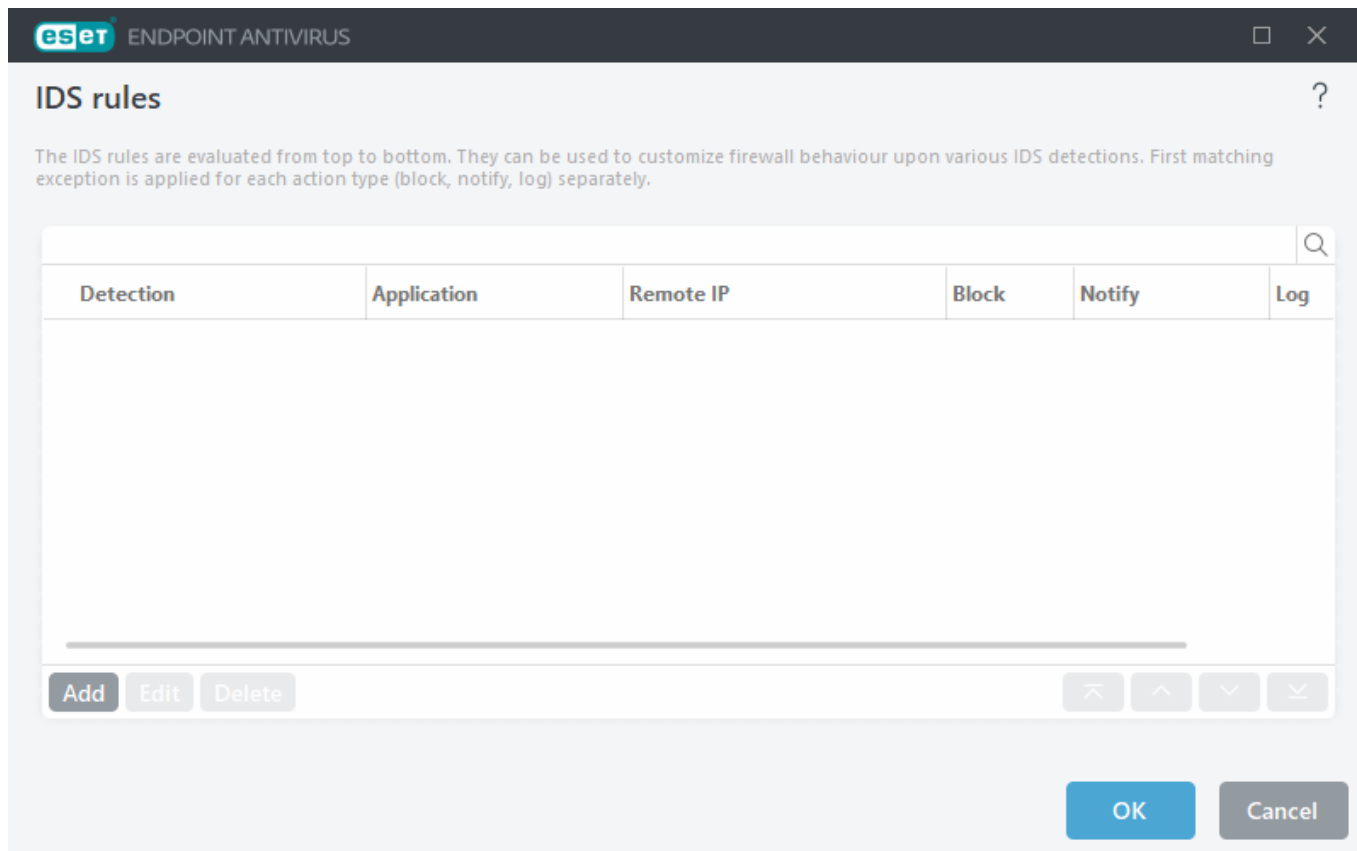 eset ENDPOINT ANTIVIRUS
IDS rules
?
The IDS rules are evaluated from top to bottom. They can be used to customize firewall behaviour upon various IDS detections. First matching
exception is applied for each action type (block, notify, log) separately.
Detection Application Remote IP Block Notify Log
Add Edit Delete
OK Cancel